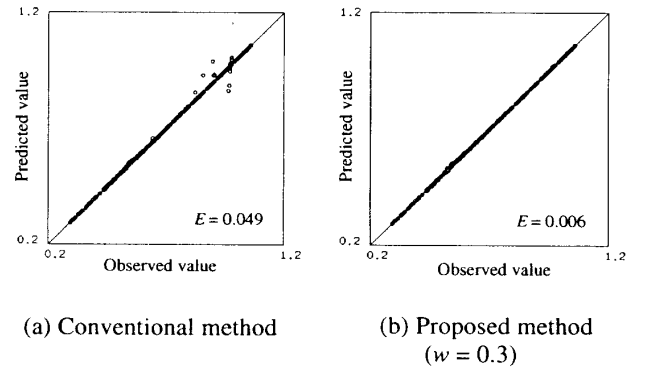 1.2
Predicted value
E = 0.049
0.2
0.2
1.2
Observed value
(a) Conventional method
1.2
Predicted value
E = 0.006
0.2
0.2
1.2
Observed value
(b) Proposed method
(w = 0.3)